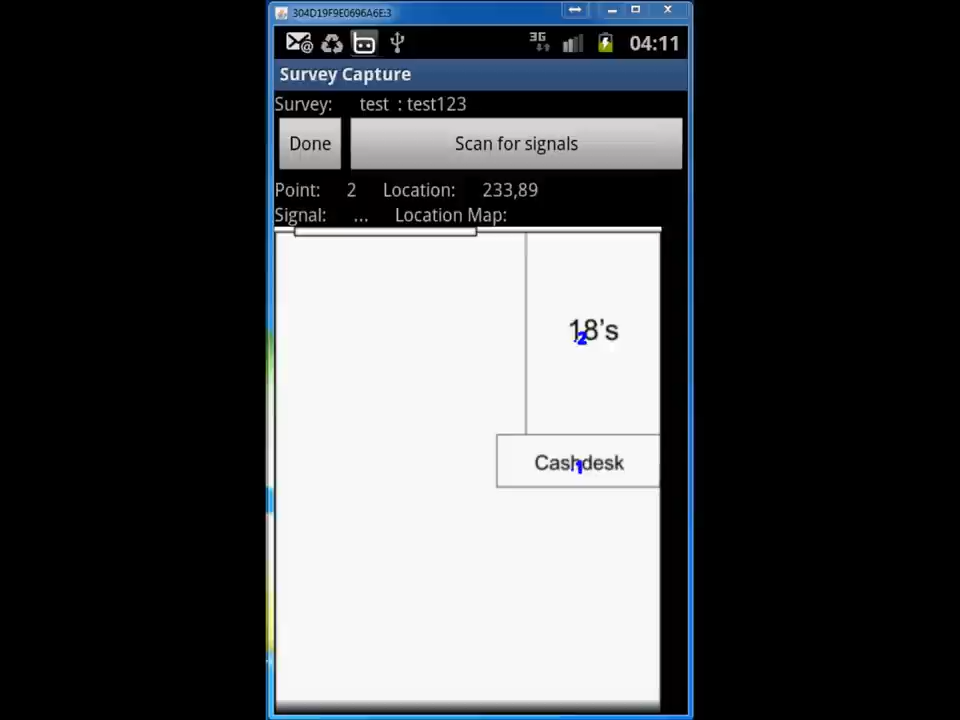 304D19F9E0696A6E:3
3G 04:11
Survey Capture
Survey: test : test123
Done Scan for signals
Point: 2 Location: 233,89
Signal: ... Location Map:
18's
2
Cashdesk
1